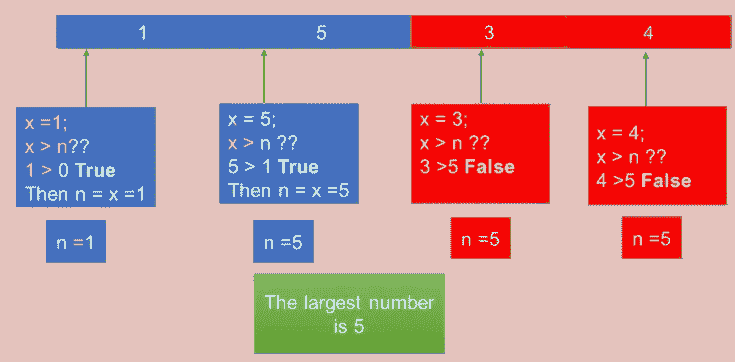 1 5 3 4
x =1;
x > n??
1 > 0 True
Then n = x =1
x = 5;
x > n ??
5 > 1 True
Then n = x =5
x = 3;
x > n ??
3 >5 False
x = 4;
x > n ??
4 >5 False
n =1
n =5
n =5
n =5
The largest number
is 5